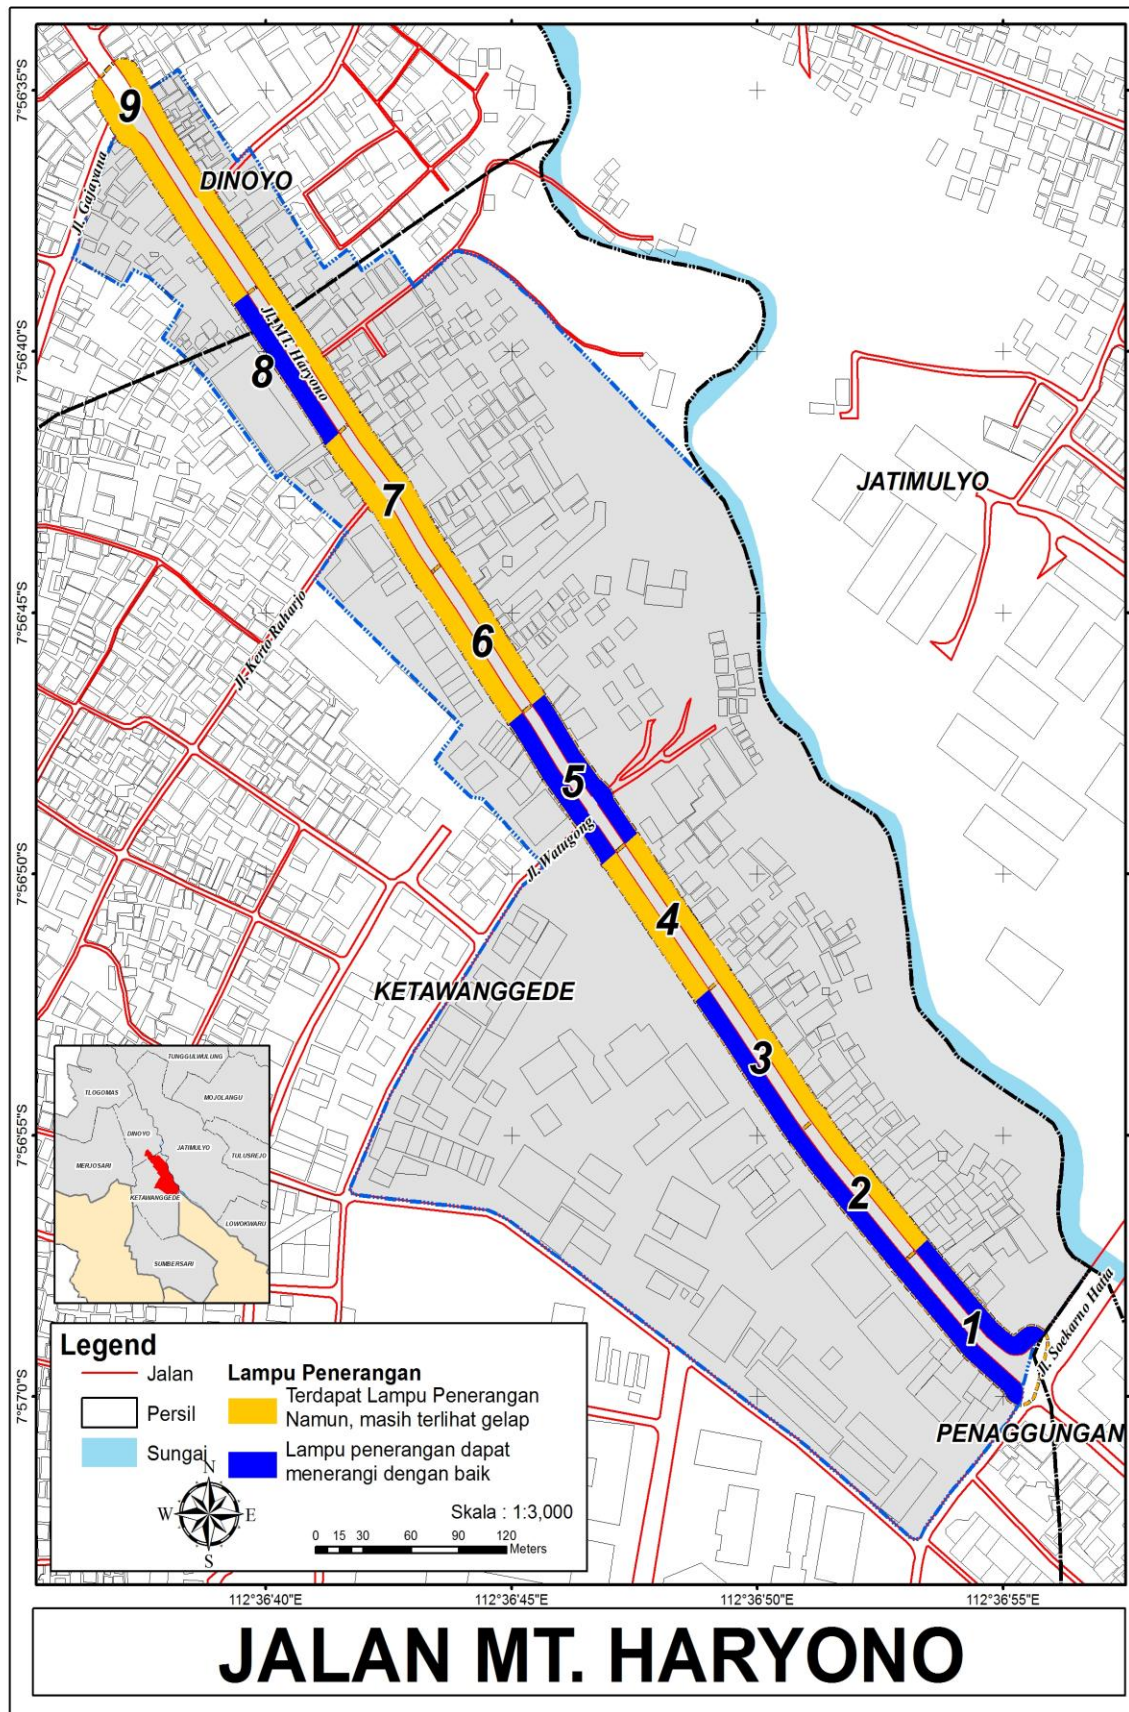 7°56'35"S
7°56'40"S
7°56'45"S
7°56'50"S
7°56'55"S
7°57'0"S
9
DINOYO
Jl. Gajayana
Jl. MT. Haryono
8
7
JATIMULYO
6
Jl. Kerto Raharjo
5
Jl. Watugong
4
KETAWANGGEDE
3
2
1
Jl. Soekarno Hatta
PENAGGUNGAN
TUNGGULWULUNG
TLOGOMAS
MOJOLANGU
DINOYO
JATIMULYO
TULUSREJO
MERJOSARI
KETAWANGGEDE
LOWOKWARU
SUMBERSARI
Legend
Jalan
Persil
Sungai
Lampu Penerangan
Terdapat Lampu Penerangan
Namun, masih terlihat gelap
Lampu penerangan dapat
menerangi dengan baik
N
W E
S
Skala : 1:3,000
0 15 30 60 90 120
Meters
112°36'40"E 112°36'45"E 112°36'50"E 112°36'55"E
JALAN MT. HARYONO